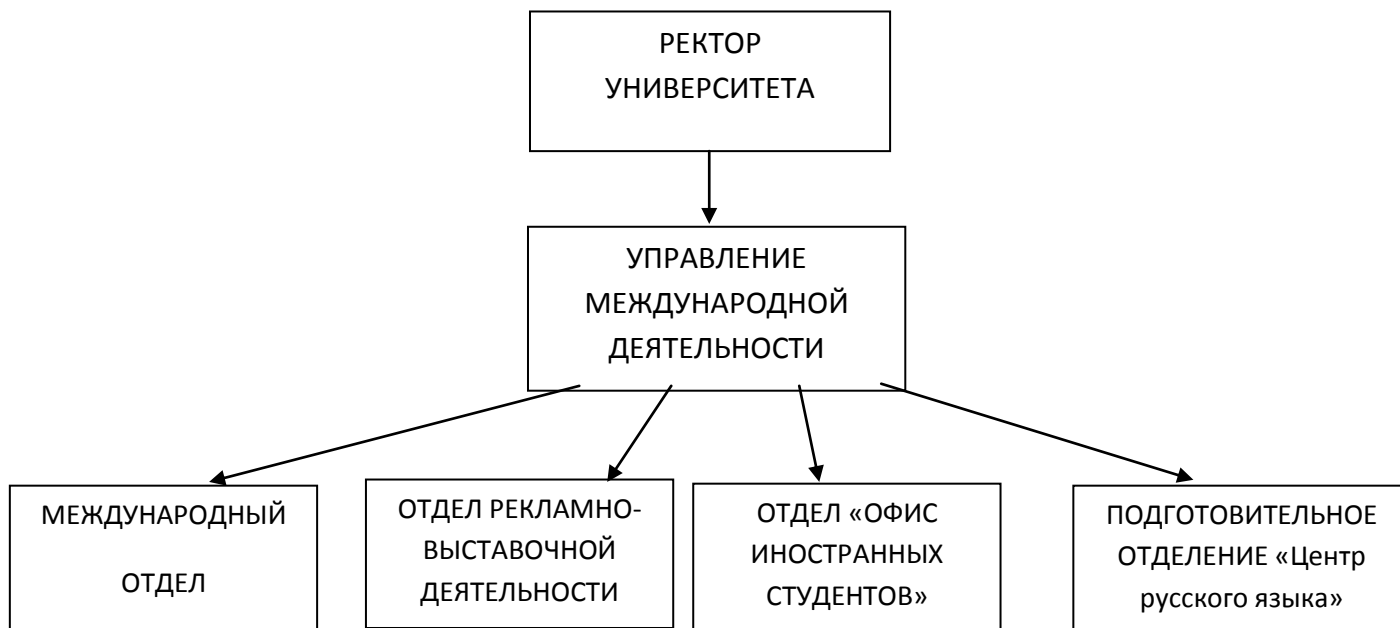 РЕКТОР
УНИВЕРСИТЕТА
УПРАВЛЕНИЕ
МЕЖДУНАРОДНОЙ
ДЕЯТЕЛЬНОСТИ
МЕЖДУНАРОДНЫЙ
ОТДЕЛ
ОТДЕЛ РЕКЛАМНО-
ВЫСТАВОЧНОЙ
ДЕЯТЕЛЬНОСТИ
ОТДЕЛ «ОФИС
ИНОСТРАННЫХ
СТУДЕНТОВ»
ПОДГОТОВИТЕЛЬНОЕ
ОТДЕЛЕНИЕ «Центр
русского языка»